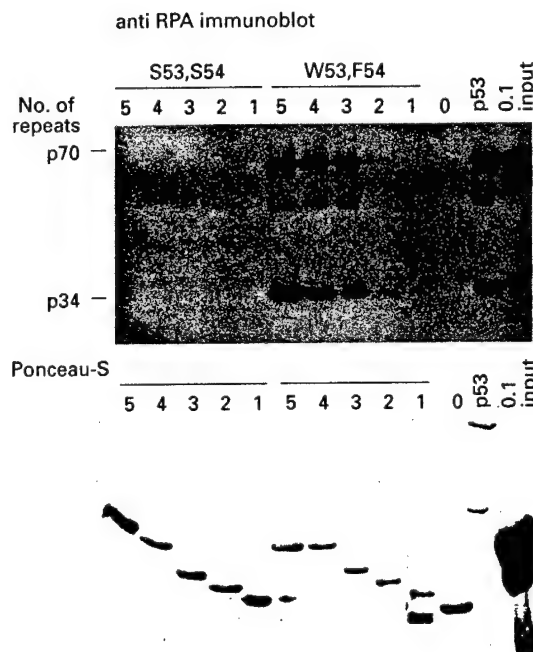 anti RPA immunoblot
S53,S54 W53,F54
No. of repeats 5 4 3 2 1 5 4 3 2 1 0 p53 0.1 input
p70
p34
Ponceau-S
5 4 3 2 1 5 4 3 2 1 0 p53 0.1 input